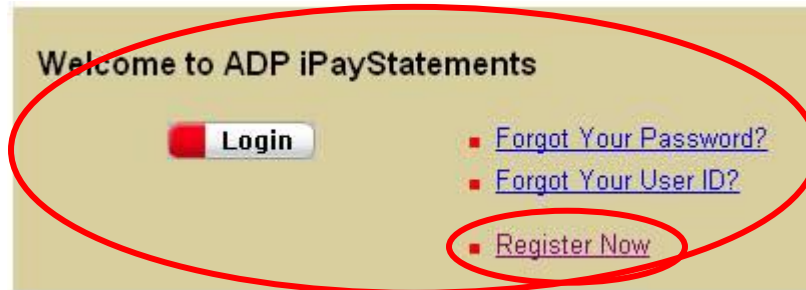 Welcome to ADP iPayStatements
Login
Forgot Your Password?
Forgot Your User ID?
Register Now